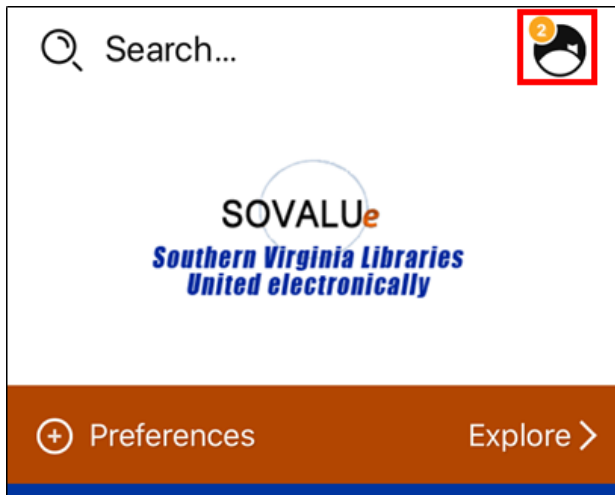 Search...
2
SOVALUe
Southern Virginia Libraries
United electronically
Preferences
Explore